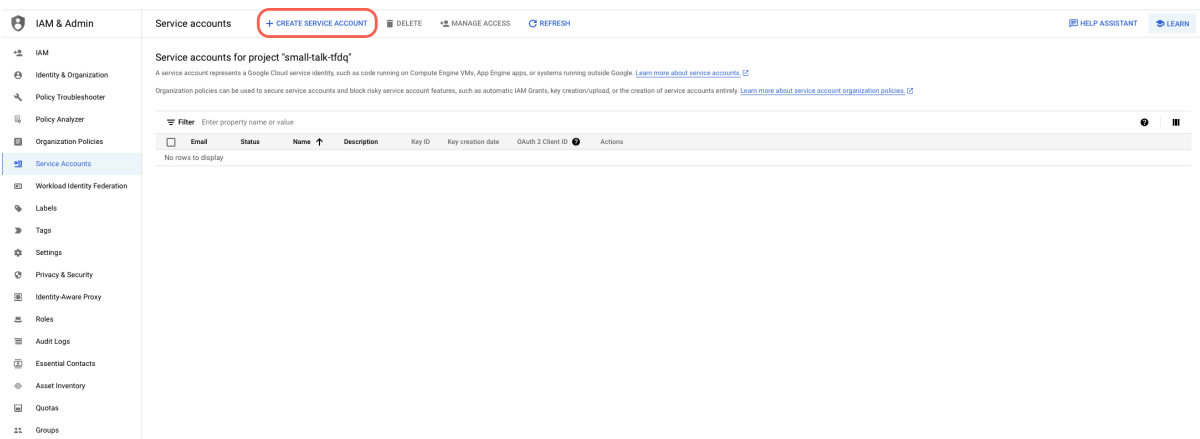 IAM & Admin
Service accounts
+ CREATE SERVICE ACCOUNT
DELETE
MANAGE ACCESS
REFRESH
HELP ASSISTANT
LEARN
IAM
Identity & Organization
Policy Troubleshooter
Policy Analyzer
Organization Policies
Service Accounts
Workload Identity Federation
Labels
Tags
Settings
Privacy & Security
Identity-Aware Proxy
Roles
Audit Logs
Essential Contacts
Asset Inventory
Quotas
Groups
Service accounts for project "small-talk-tfdq"
A service account represents a Google Cloud service identity, such as code running on Compute Engine VMs, App Engine apps, or systems running outside Google. Learn more about service accounts.
Organization policies can be used to secure service accounts and block risky service account features, such as automatic IAM Grants, key creation/upload, or the creation of service accounts entirely. Learn more about service account organization policies.
Filter Enter property name or value
Email Status Name Description Key ID Key creation date OAuth 2 Client ID Actions
No rows to display